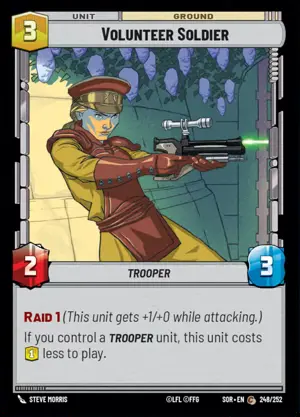 UNIT GROUND
3
VOLUNTEER SOLDIER
2
3
TROOPER
RAID 1 (This unit gets +1/+0 while attacking.)
If you control a TROOPER unit, this unit costs
1 less to play.
STEVE MORRIS ©LFL ©FFG SOR • EN C 248/252